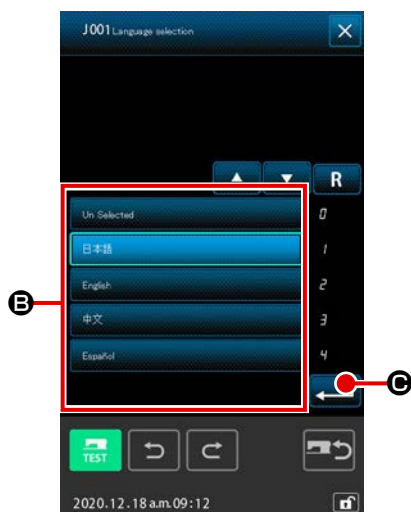 J001 Language selection
R
Un Selected 0
日本語 1
English 2
中文 3
Español 4
B
C
TEST
2020.12.18 a.m.09:12